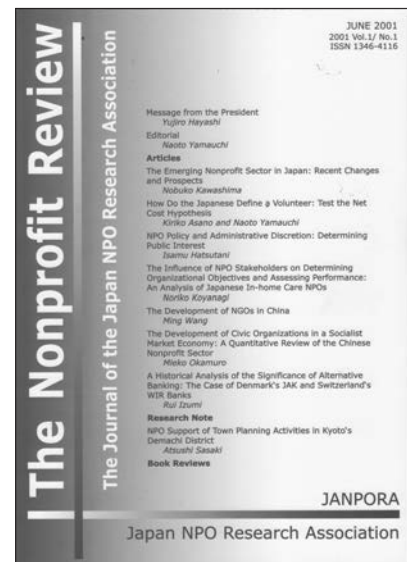 JUNE 2001
2001 Vol.1/ No.1
ISSN 1346-4116
The Nonprofit Review
The Journal of the Japan NPO Research Association
Message from the President
Yujiro Hayashi
Editorial
Naoto Yamauchi
Articles
The Emerging Nonprofit Sector in Japan: Recent Changes
and Prospects
Nobuko Kawashima
How Do the Japanese Define a Volunteer: Test the Net
Cost Hypothesis
Kiriko Asano and Naoto Yamauchi
NPO Policy and Administrative Discretion: Determining
Public Interest
Isamu Hatsutani
The Influence of NPO Stakeholders on Determining
Organizational Objectives and Assessing Performance:
An Analysis of Japanese In-home Care NPOs
Noriko Koyanagi
The Development of NGOs in China
Ming Wang
The Development of Civic Organizations in a Socialist
Market Economy: A Quantitative Review of the Chinese
Nonprofit Sector
Mieko Okamuro
A Historical Analysis of the Significance of Alternative
Banking: The Case of Denmark's JAK and Switzerland's
WIR Banks
Rui Izumi
Research Note
NPO Support of Town Planning Activities in Kyoto's
Demachi District
Atsushi Sasaki
Book Reviews
JANPORA
Japan NPO Research Association